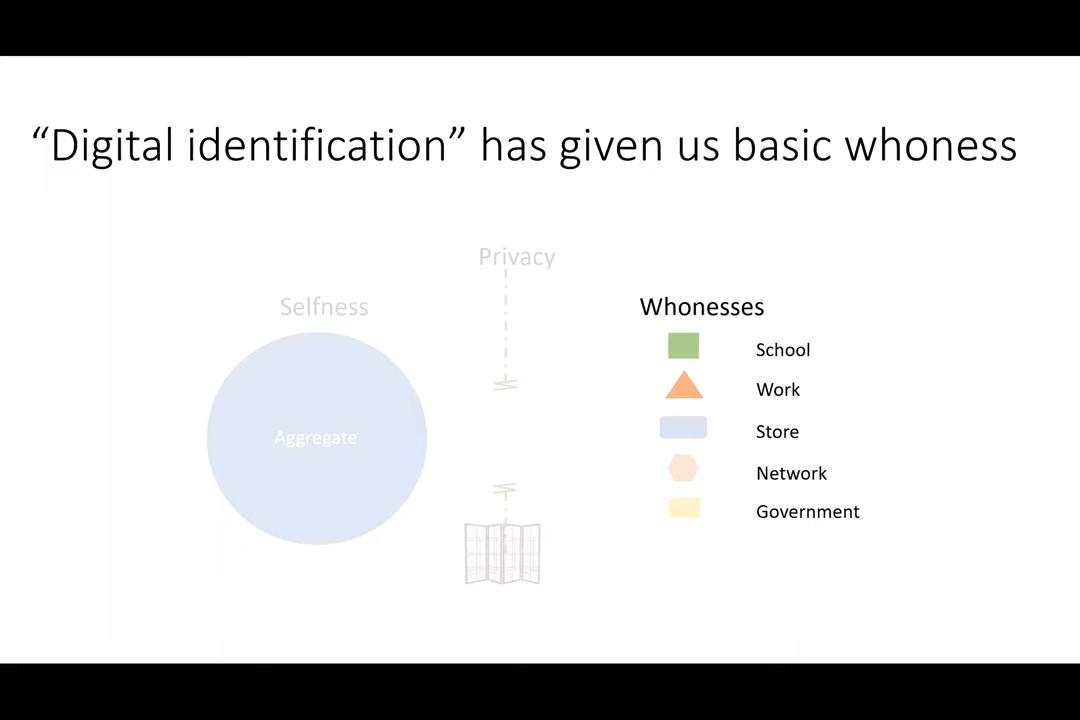 “Digital identification” has given us basic whoness
Privacy
Selfness
Whonesses
Aggregate
School
Work
Store
Network
Government